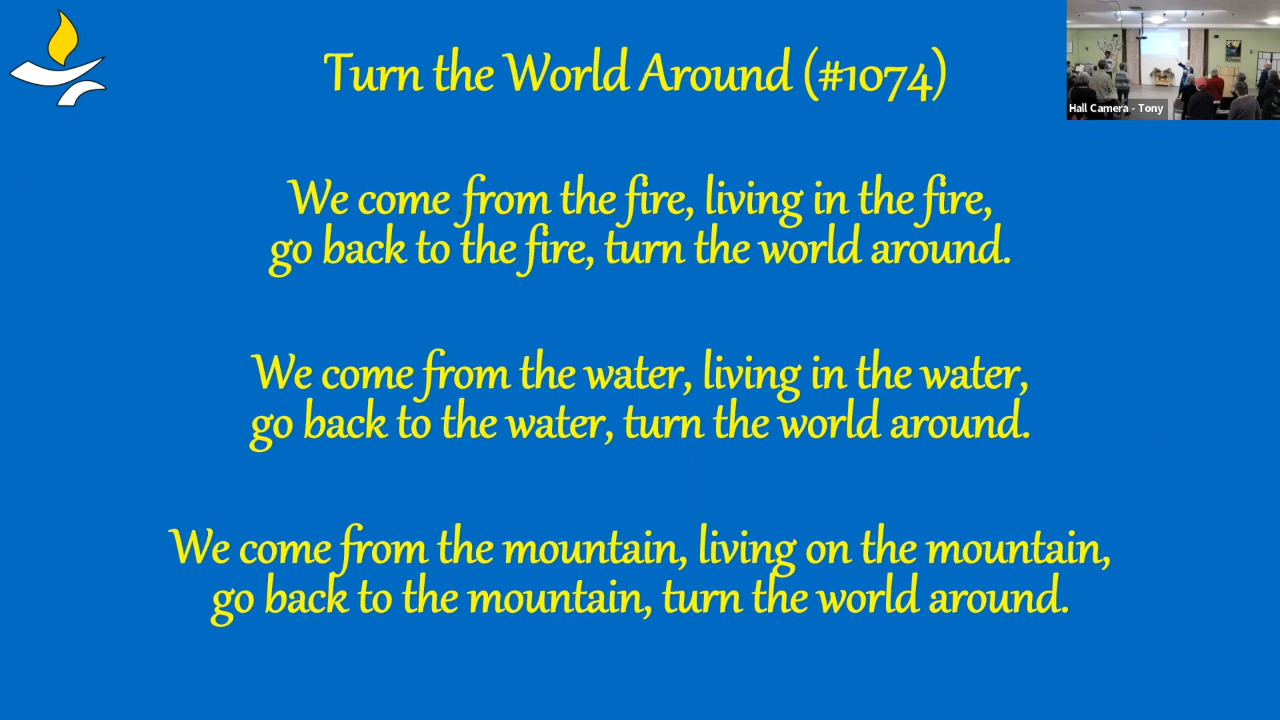 Turn the World Around (#1074)
Hall Camera - Tony
We come from the fire, living in the fire,
go back to the fire, turn the world around.
We come from the water, living in the water,
go back to the water, turn the world around.
We come from the mountain, living on the mountain,
go back to the mountain, turn the world around.